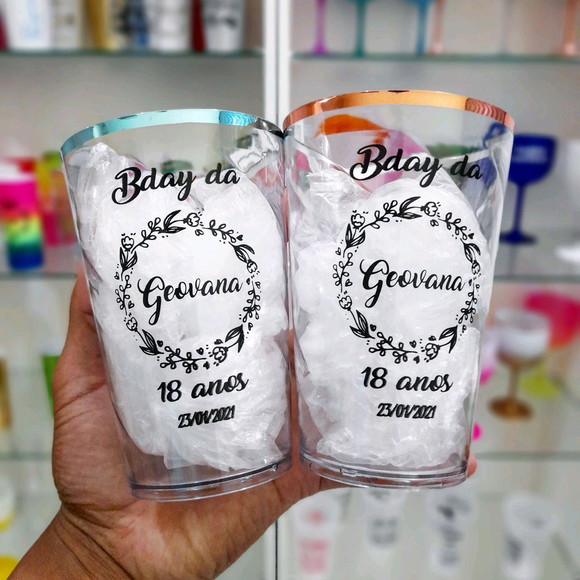 Bday da
Geovana
18 anos
23/01/2021
Bday da
Geovana
18 anos
23/01/2021